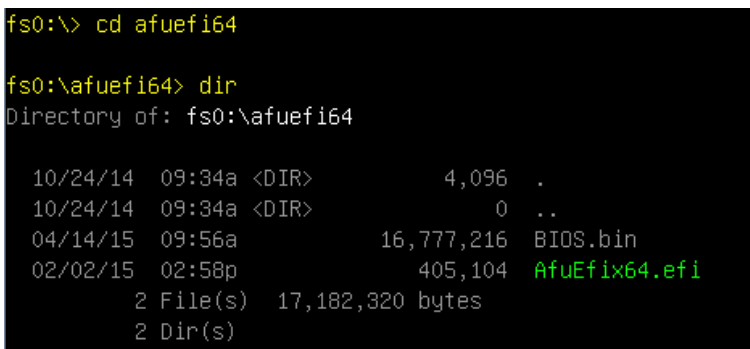 fs0:\> cd afuefi64
fs0:\afuefi64> dir
Directory of: fs0:\afuefi64
10/24/14 09:34a <DIR> 4,096 .
10/24/14 09:34a <DIR> 0 ..
04/14/15 09:56a 16,777,216 BIOS.bin
02/02/15 02:58p 405,104 AfuEfix64.efi
2 File(s) 17,182,320 bytes
2 Dir(s)